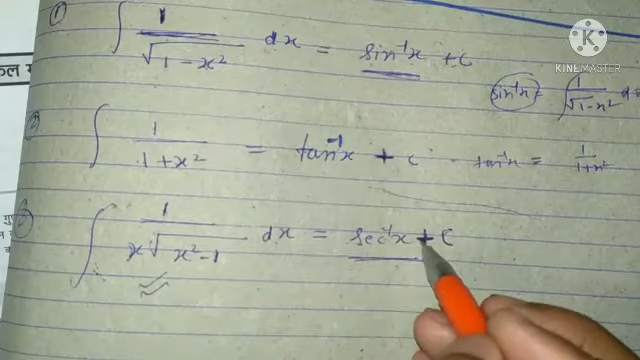 ① ∫ 1/√(1-x²) dx = sin⁻¹x + c
sin⁻¹x = ∫ 1/√(1-x²) dx
② ∫ 1/(1+x²) = tan⁻¹x + c
tan⁻¹x = 1/(1+x²)
∫ 1/(x√(x²-1)) dx = sec⁻¹x + c
KINEMASTER